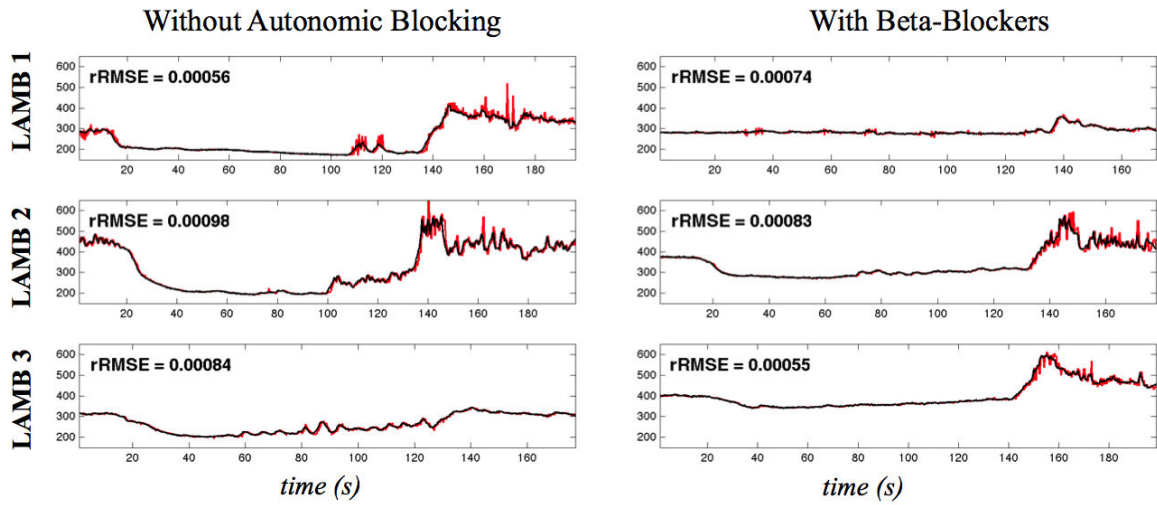 Without Autonomic Blocking
With Beta-Blockers
LAMB 1
600
500
400
300
200
rRMSE = 0.00056
20 40 60 80 100 120 140 160 180
600
500
400
300
200
rRMSE = 0.00074
20 40 60 80 100 120 140 160
LAMB 2
600
500
400
300
200
rRMSE = 0.00098
20 40 60 80 100 120 140 160 180
600
500
400
300
200
rRMSE = 0.00083
20 40 60 80 100 120 140 160
LAMB 3
600
500
400
300
200
rRMSE = 0.00084
20 40 60 80 100 120 140 160
600
500
400
300
200
rRMSE = 0.00055
20 40 60 80 100 120 140 160 180
time (s)
time (s)